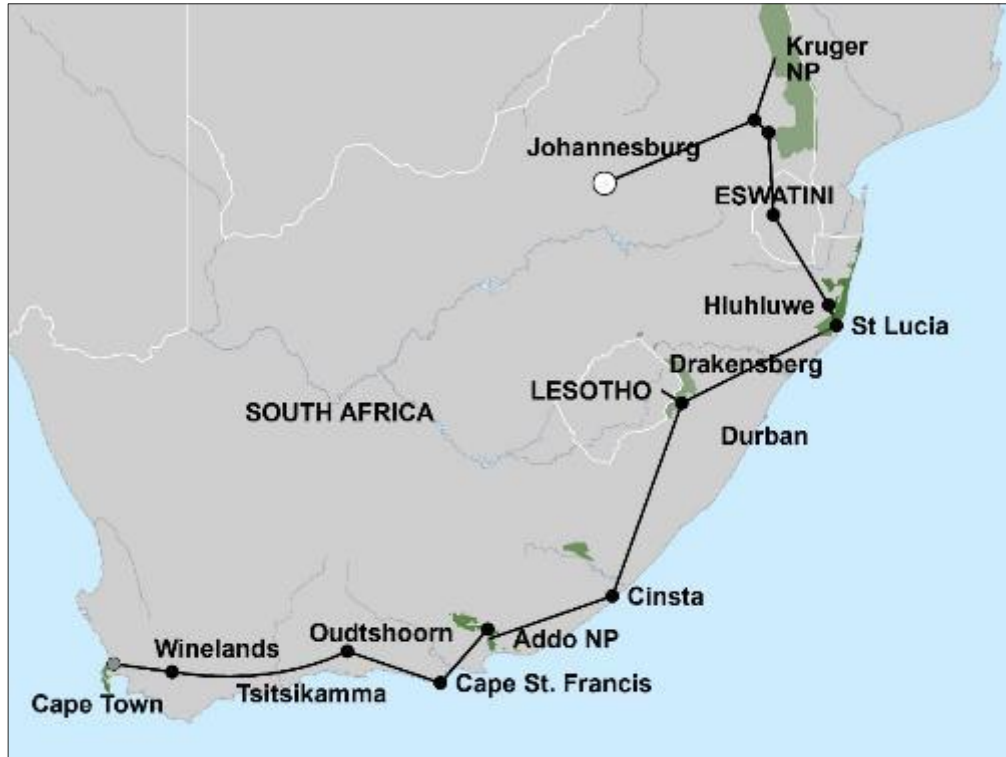 Kruger
NP
Johannesburg
ESWATINI
Hluhluwe
St Lucia
Drakensberg
LESOTHO
SOUTH AFRICA
Durban
Cinsta
Oudtshoorn
Addo NP
Winelands
Cape St. Francis
Tsitsikamma
Cape Town